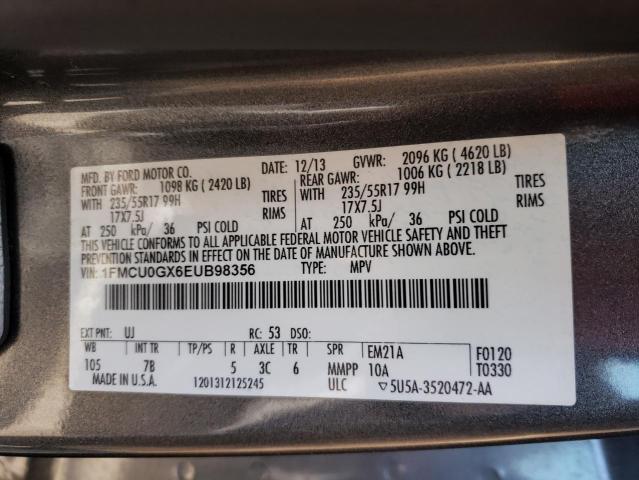 MFD. BY FORD MOTOR CO. DATE: 12/13 GVWR: 2096 KG ( 4620 LB)
FRONT GAWR: 1098 KG ( 2420 LB) REAR GAWR: 1006 KG ( 2218 LB)
WITH 235/55R17 99H TIRES WITH 235/55R17 99H TIRES
17X7.5J RIMS 17X7.5J RIMS
AT 250 kPa/ 36 PSI COLD AT 250 kPa/ 36 PSI COLD
THIS VEHICLE CONFORMS TO ALL APPLICABLE FEDERAL MOTOR VEHICLE SAFETY AND THEFT
PREVENTION STANDARDS IN EFFECT ON THE DATE OF MANUFACTURE SHOWN ABOVE.
VIN: 1FMCU0GX6EUB98356 TYPE: MPV
EXT PNT: UJ RC: 53 DSO:
WB INT TR TP/PS R AXLE TR SPR EM21A F0120
105 7B 5 3C 6 MMPP 10A T0330
MADE IN U.S.A. 1201312125245 ULC ▽5U5A-3520472-AA